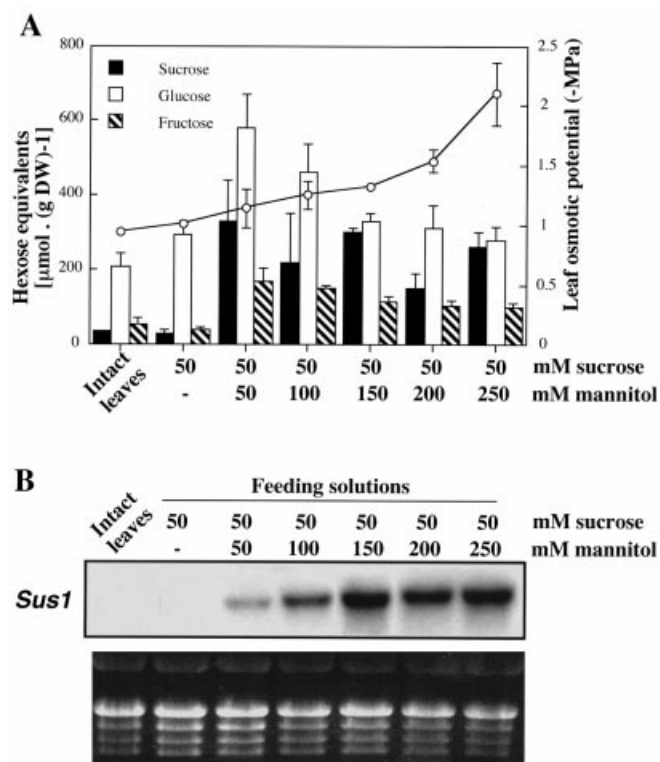 A
800
600
400
200
0
Hexose equivalents
[µmol . (g DW)-1]
Sucrose
Glucose
Fructose
2.5
2
1.5
1
0.5
0
Leaf osmotic potential (-MPa)
Intact
leaves
50 50 50 50 50 50 mM sucrose
- 50 100 150 200 250 mM mannitol
B
Intact
leaves
Feeding solutions
50 50 50 50 50 50 mM sucrose
- 50 100 150 200 250 mM mannitol
Sus1